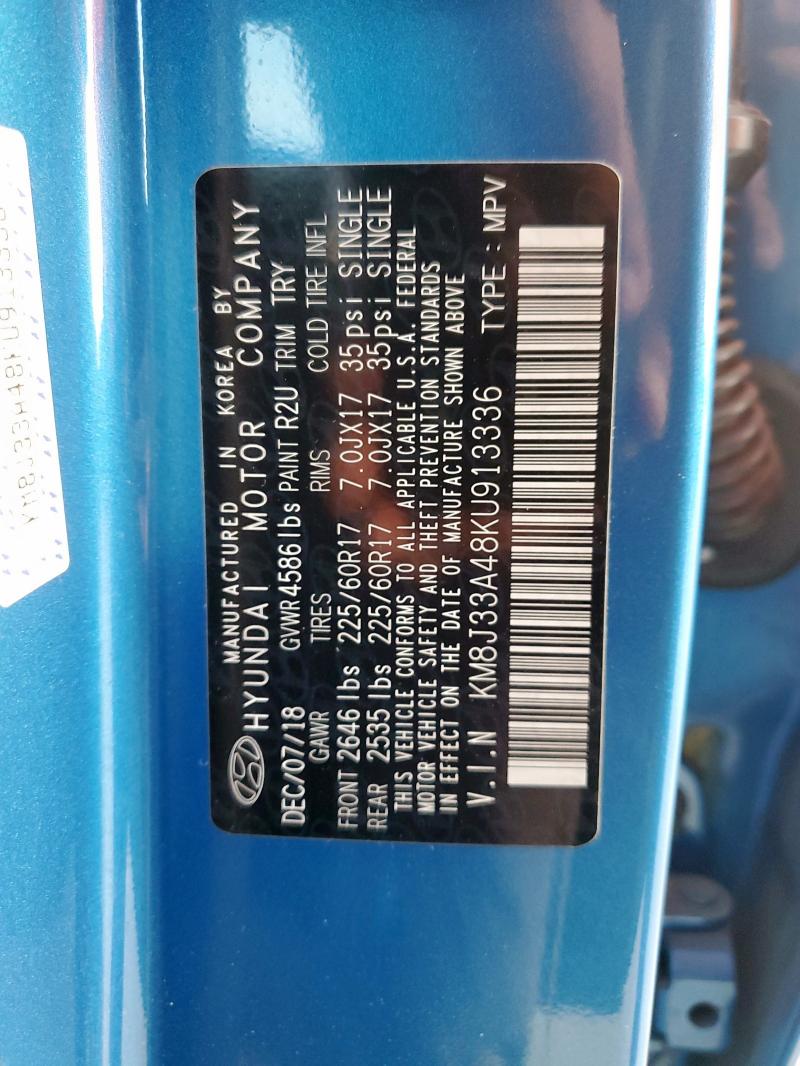 MANUFACTURED IN KOREA BY
HYUNDAI MOTOR COMPANY
DEC/07/18 GVWR 4586 lbs PAINT R2U TRIM TRY
GAWR TIRES RIMS COLD TIRE INFL
FRONT 2646 lbs 225/60R17 7.0JX17 35psi SINGLE
REAR 2535 lbs 225/60R17 7.0JX17 35psi SINGLE
THIS VEHICLE CONFORMS TO ALL APPLICABLE U.S.A. FEDERAL
MOTOR VEHICLE SAFETY AND THEFT PREVENTION STANDARDS
IN EFFECT ON THE DATE OF MANUFACTURE SHOWN ABOVE
V.I.N KM8J33A48KU913336 TYPE : MPV